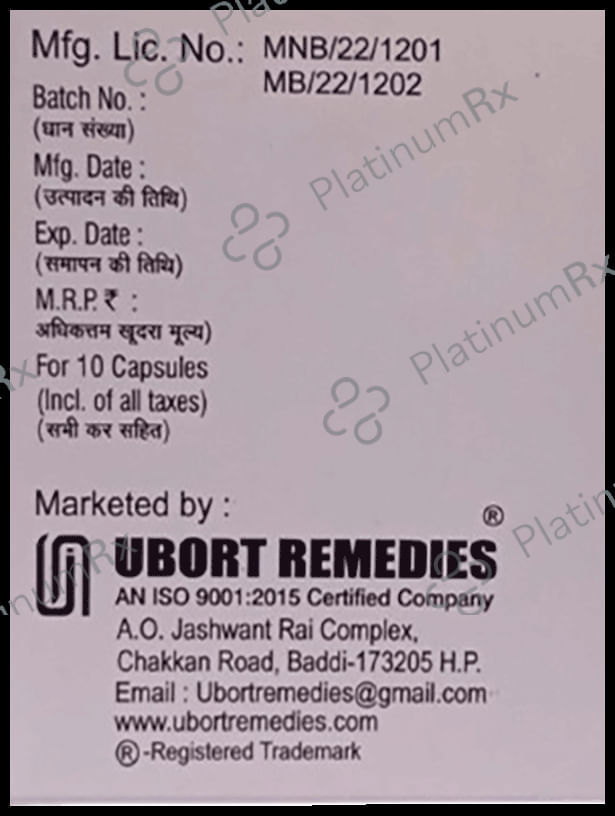 Mfg. Lic. No.: MNB/22/1201
MB/22/1202
Batch No. :
(घान संख्या)
Mfg. Date :
(उत्पादन की तिथि)
Exp. Date :
(समापन की तिथि)
M.R.P. ₹ :
अधिकत्तम खूदरा मूल्य)
For 10 Capsules
(Incl. of all taxes)
(सभी कर सहित)
Marketed by :
®
UBORT REMEDIES
AN ISO 9001:2015 Certified Company
A.O. Jashwant Rai Complex,
Chakkan Road, Baddi-173205 H.P.
Email : Ubortremedies@gmail.com
www.ubortremedies.com
®-Registered Trademark
PlatinumRx
PlatinumRx